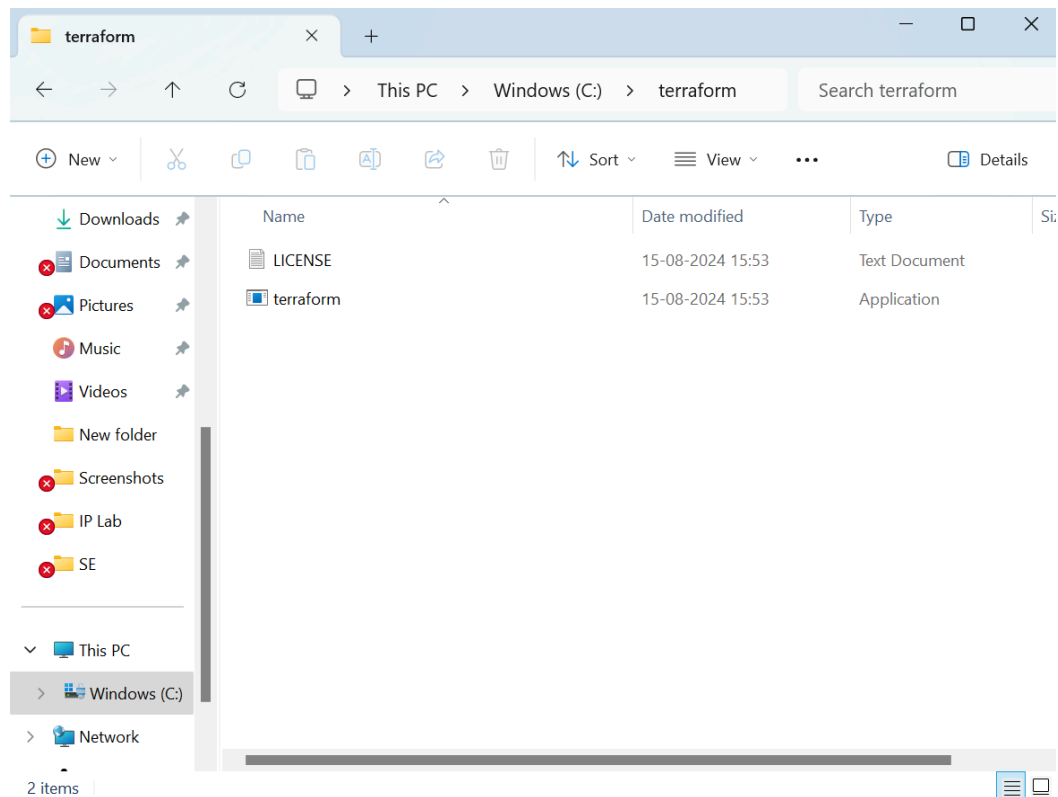 terraform
This PC > Windows (C:) > terraform
Search terraform
New
Sort
View
Details
Downloads
Documents
Pictures
Music
Videos
New folder
Screenshots
IP Lab
SE
This PC
Windows (C:)
Network
Name Date modified Type
LICENSE 15-08-2024 15:53 Text Document
terraform 15-08-2024 15:53 Application
2 items